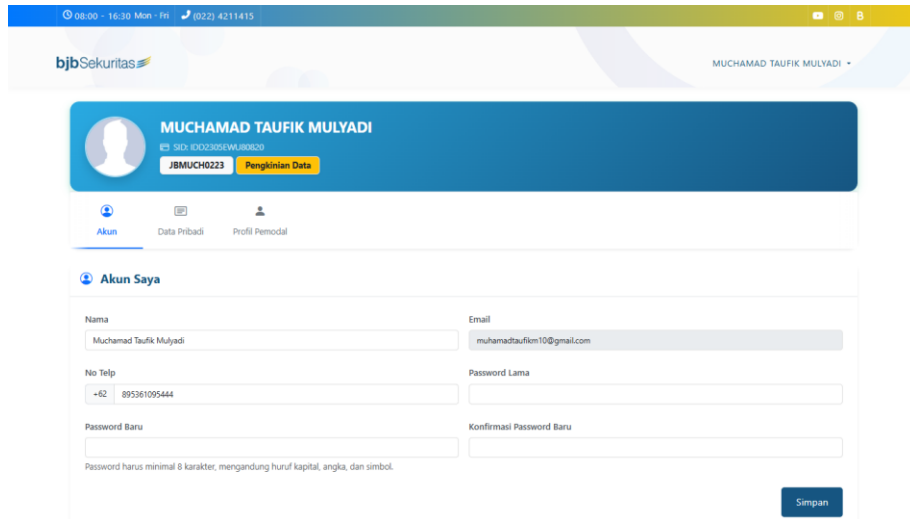 08:00 - 16:30 Mon - Fri (022) 4211415
bjbSekuritas
MUCHAMAD TAUFIK MULYADI
MUCHAMAD TAUFIK MULYADI
SID: IDD2305EWU80820
JBMUCH0223 Pengkinian Data
Akun Data Pribadi Profil Pemodal
Akun Saya
Nama Email
Muchamad Taufik Mulyadi muhamadtaufikm10@gmail.com
No Telp Password Lama
+62 895361095444
Password Baru Konfirmasi Password Baru
Password harus minimal 8 karakter, mengandung huruf kapital, angka, dan simbol.
Simpan